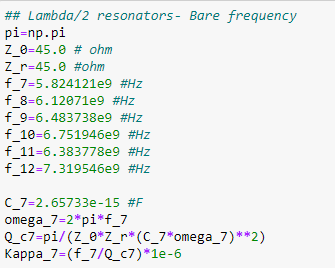 ## Lambda/2 resonators- Bare frequency
pi=np.pi
Z_0=45.0 # ohm
Z_r=45.0 #ohm
f_7=5.824121e9 #Hz
f_8=6.12071e9 #Hz
f_9=6.483738e9 #Hz
f_10=6.751946e9 #Hz
f_11=6.383778e9 #Hz
f_12=7.319546e9 #Hz
C_7=2.65733e-15 #F
omega_7=2*pi*f_7
Q_c7=pi/(Z_0*Z_r*(C_7*omega_7)**2)
Kappa_7=(f_7/Q_c7)*1e-6